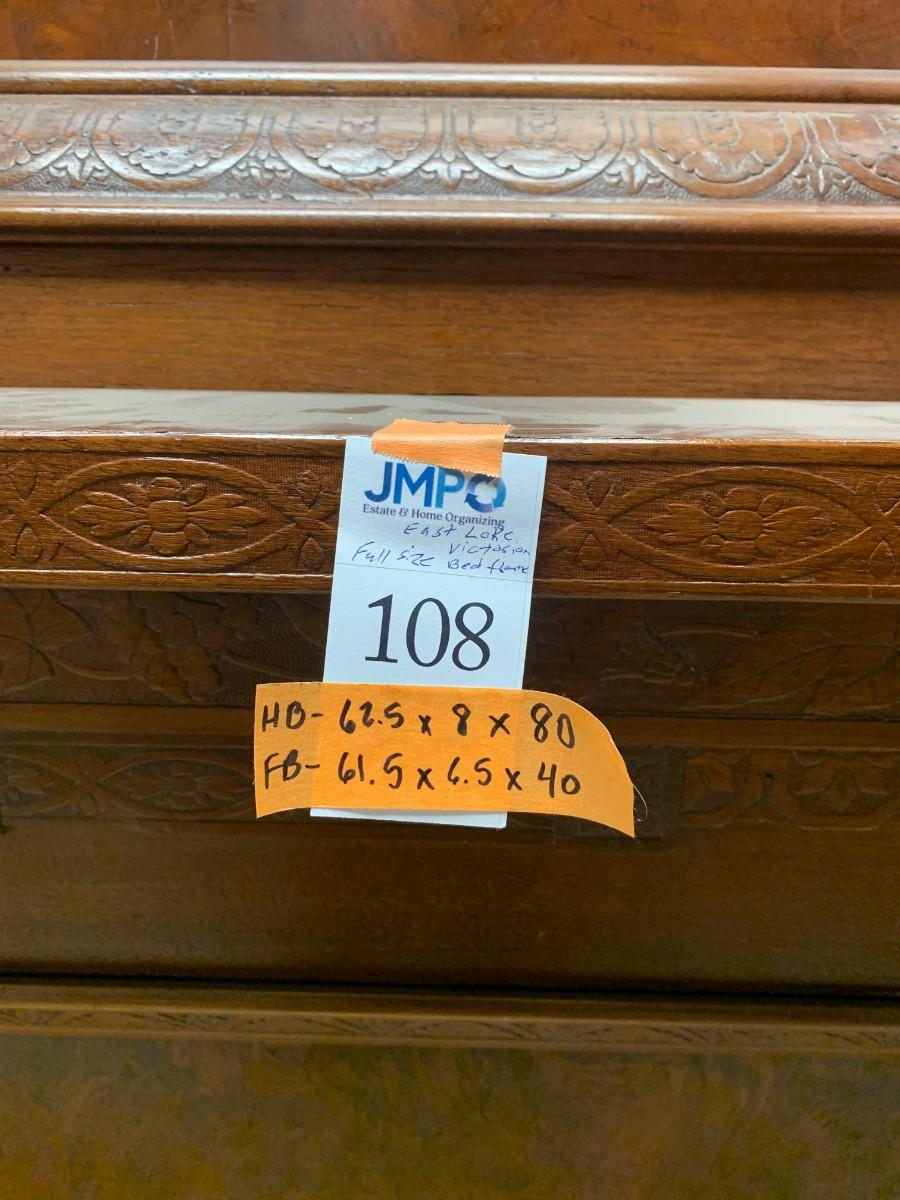 JMPO
Estate & Home Organizing
East Lake
Victorian
Full size Bed frame
108
HB- 62.5 x 8 x 80
FB- 61.5 x 6.5 x 40